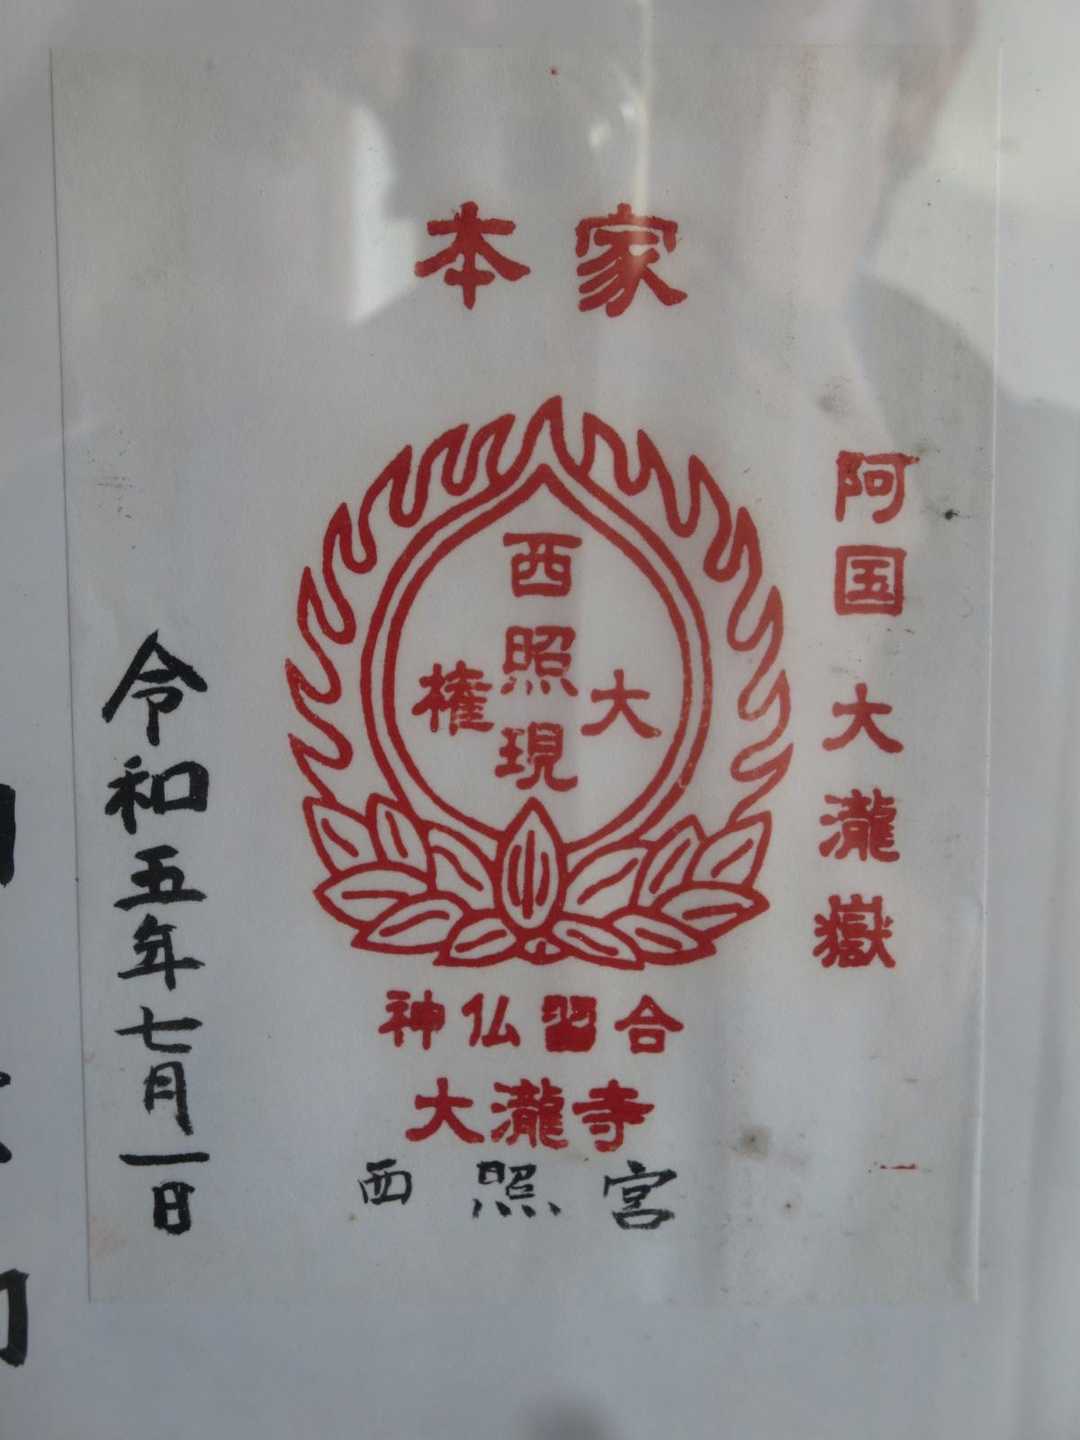 本家
阿国大瀧嶽
西照
大現権
神仏習合
大瀧寺
西照宮
令和五年七月一日